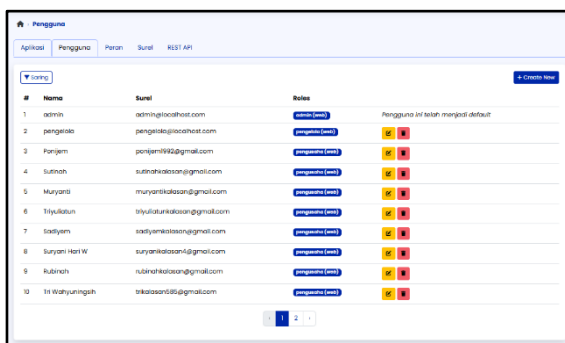 Pengguna
Aplikasi Pengguna Peran Surel REST API
Saring + Create New
# Nama Surel Roles
1 admin admin@localhost.com admin (web) Pengguna ini telah menjadi default
2 pengelola pengelola@localhost.com pengelola (web)
3 Ponijem ponijem1992@gmail.com pengusaha (web)
4 Sutinah sutinahkalasan@gmail.com pengusaha (web)
5 Muryanti muryantikalasan@gmail.com pengusaha (web)
6 Triyuliatun triyuliatunkalasan@gmail.com pengusaha (web)
7 Sadiyem sadiyemkalasan@gmail.com pengusaha (web)
8 Suryani Hari W suryanikalasan4@gmail.com pengusaha (web)
9 Rubinah rubinahkalasan@gmail.com pengusaha (web)
10 Tri Wahyuningsih trikalasan585@gmail.com pengusaha (web)
‹ 1 2 ›